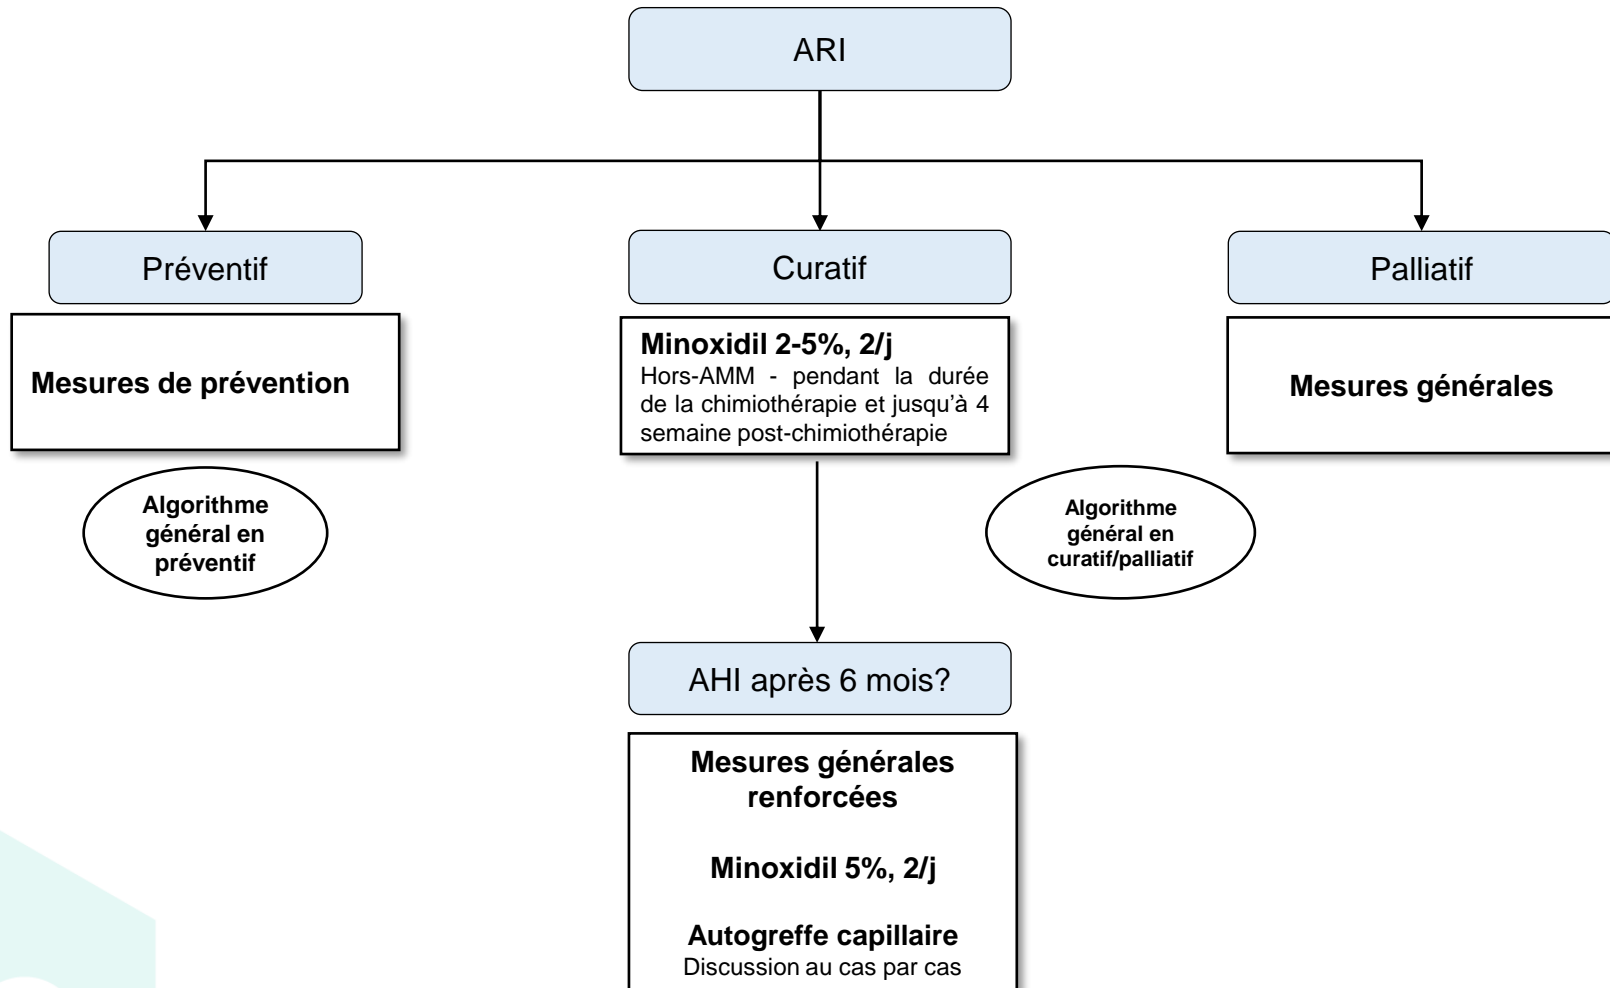 ARI
Préventif
Curatif
Palliatif
Mesures de prévention
Minoxidil 2-5%, 2/j
Hors-AMM - pendant la durée
de la chimiothérapie et jusqu'à 4
semaine post-chimiothérapie
Mesures générales
Algorithme
général en
préventif
Algorithme
général en
curatif/palliatif
AHI après 6 mois?
Mesures générales
renforcées
Minoxidil 5%, 2/j
Autogreffe capillaire
Discussion au cas par cas